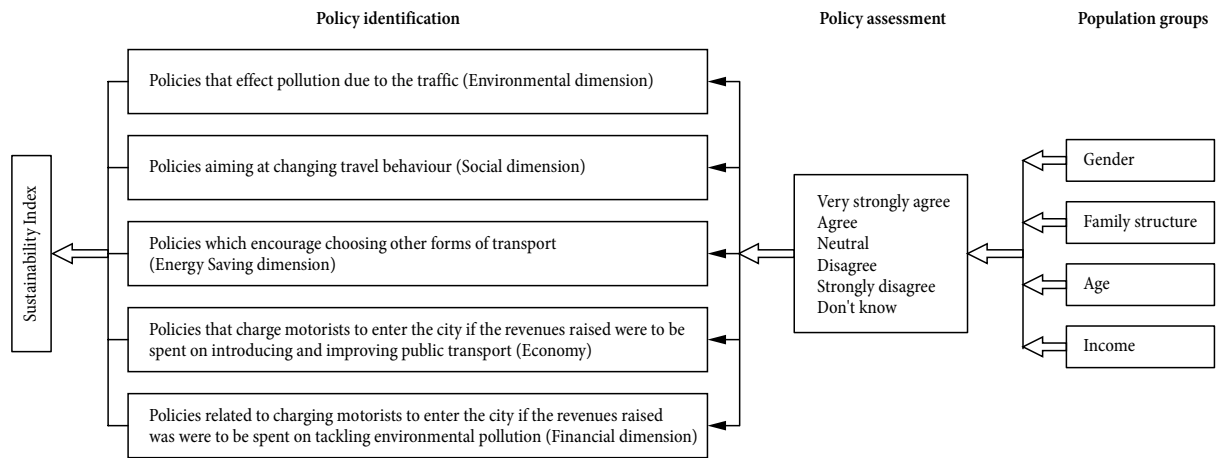 Policy identification
Policy assessment
Population groups
Sustainability Index
Policies that effect pollution due to the traffic (Environmental dimension)
Policies aiming at changing travel behaviour (Social dimension)
Policies which encourage choosing other forms of transport
(Energy Saving dimension)
Policies that charge motorists to enter the city if the revenues raised were to be
spent on introducing and improving public transport (Economy)
Policies related to charging motorists to enter the city if the revenues raised
was were to be spent on tackling environmental pollution (Financial dimension)
Very strongly agree
Agree
Neutral
Disagree
Strongly disagree
Don't know
Gender
Family structure
Age
Income